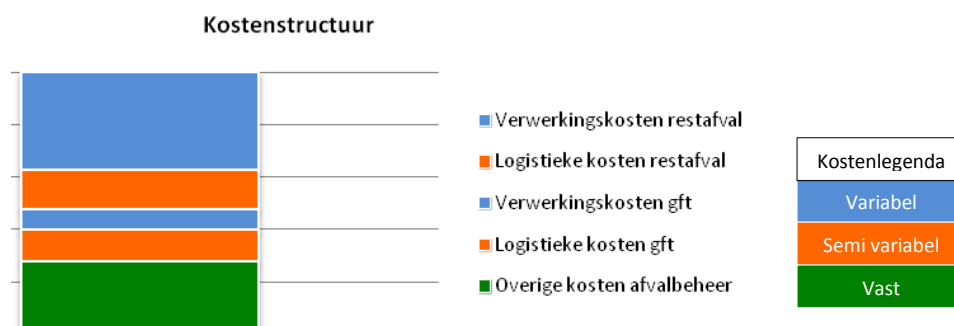 Kostenstructuur
Verwerkingskosten restafval
Logistieke kosten restafval
Verwerkingskosten gft
Logistieke kosten gft
Overige kosten afvalbeheer
Kostenlegenda
Variabel
Semi variabel
Vast